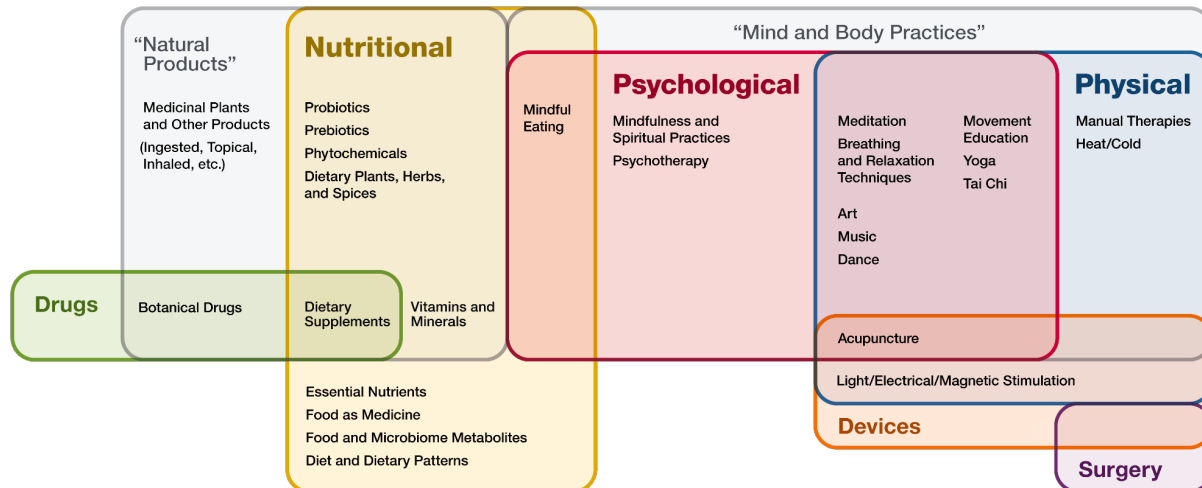 “Natural
Products”
Medicinal Plants
and Other Products
(Ingested, Topical,
Inhaled, etc.)
Nutritional
Probiotics
Prebiotics
Phytochemicals
Dietary Plants, Herbs,
and Spices
“Mind and Body Practices”
Mindful
Eating
Psychological
Mindfulness and
Spiritual Practices
Psychotherapy
Meditation
Breathing
and Relaxation
Techniques
Art
Music
Dance
Movement
Education
Yoga
Tai Chi
Physical
Manual Therapies
Heat/Cold
Drugs
Botanical Drugs
Dietary
Supplements
Vitamins and
Minerals
Acupuncture
Light/Electrical/Magnetic Stimulation
Essential Nutrients
Food as Medicine
Food and Microbiome Metabolites
Diet and Dietary Patterns
Devices
Surgery